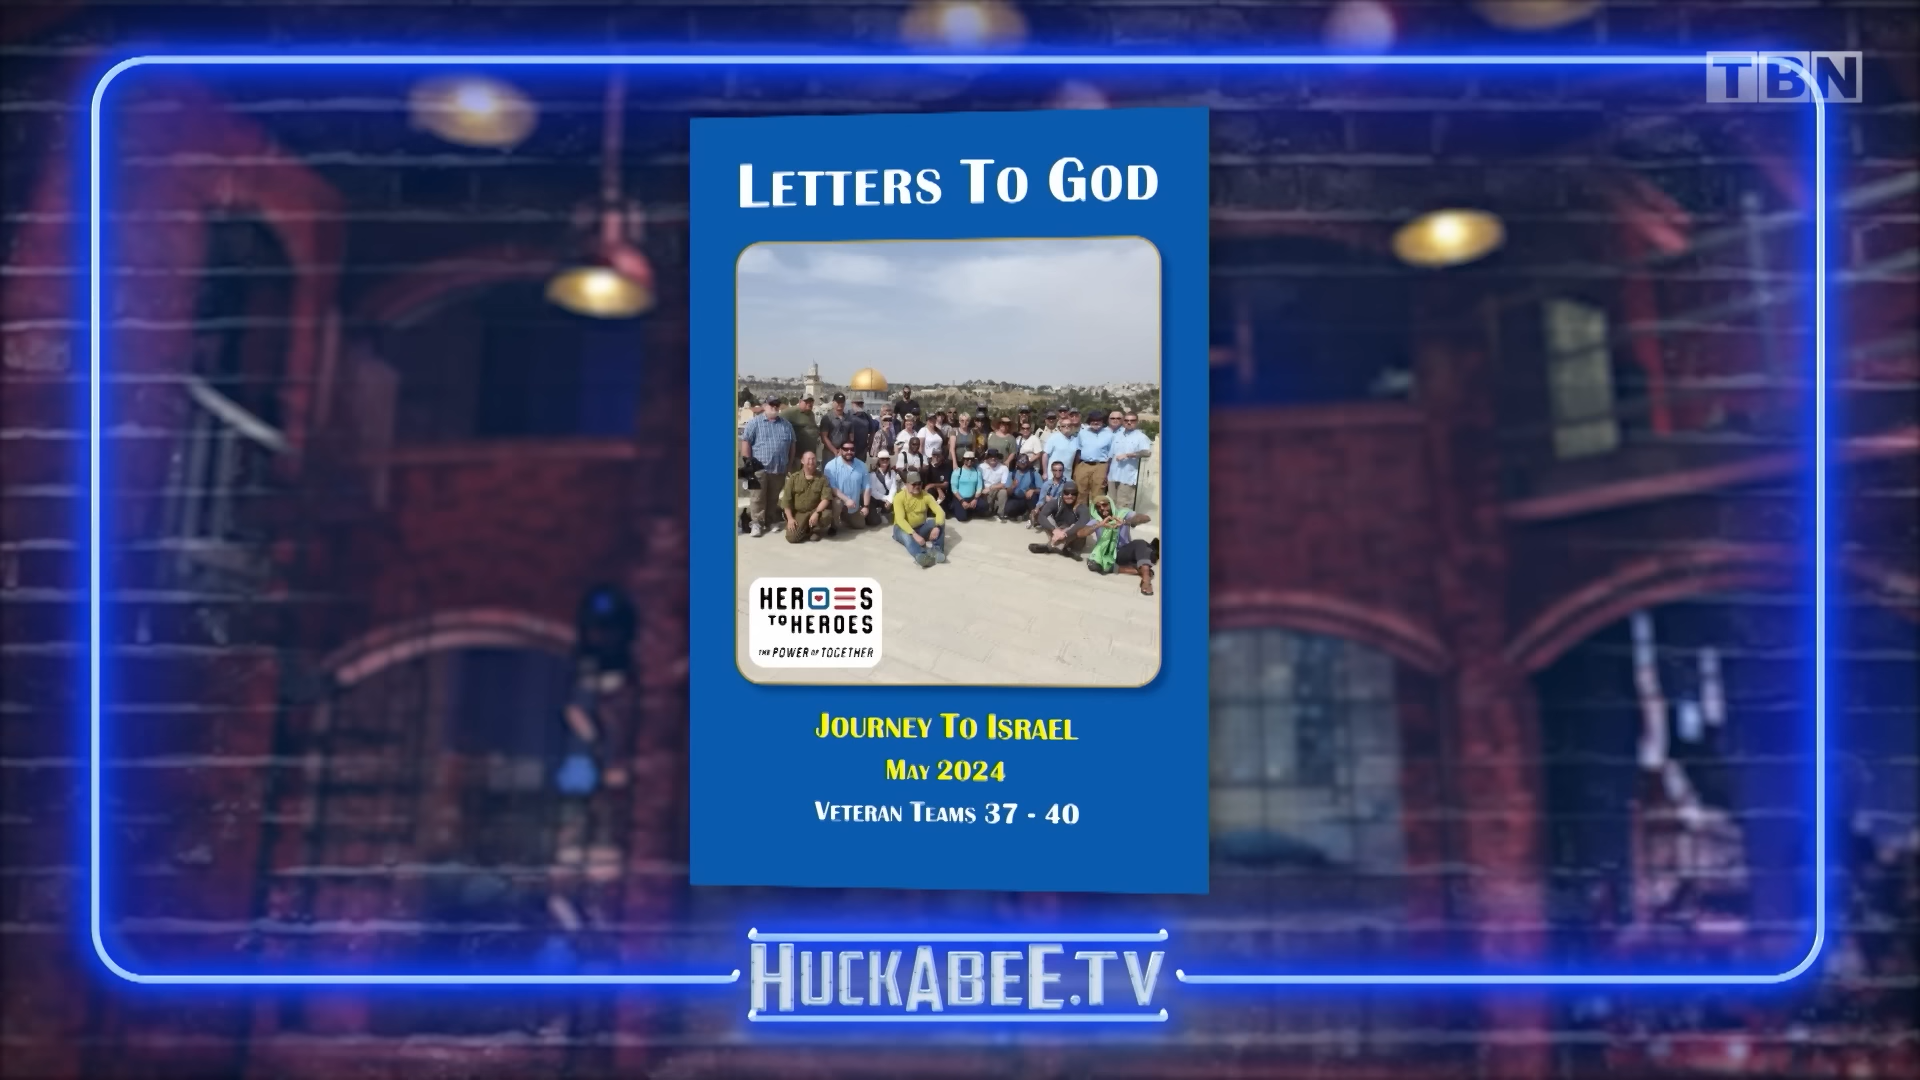 TBN
LETTERS TO GOD
HEROES
TO HEROES
THE POWER OF TOGETHER
JOURNEY TO ISRAEL
MAY 2024
VETERAN TEAMS 37 - 40
HUCKABEE.TV